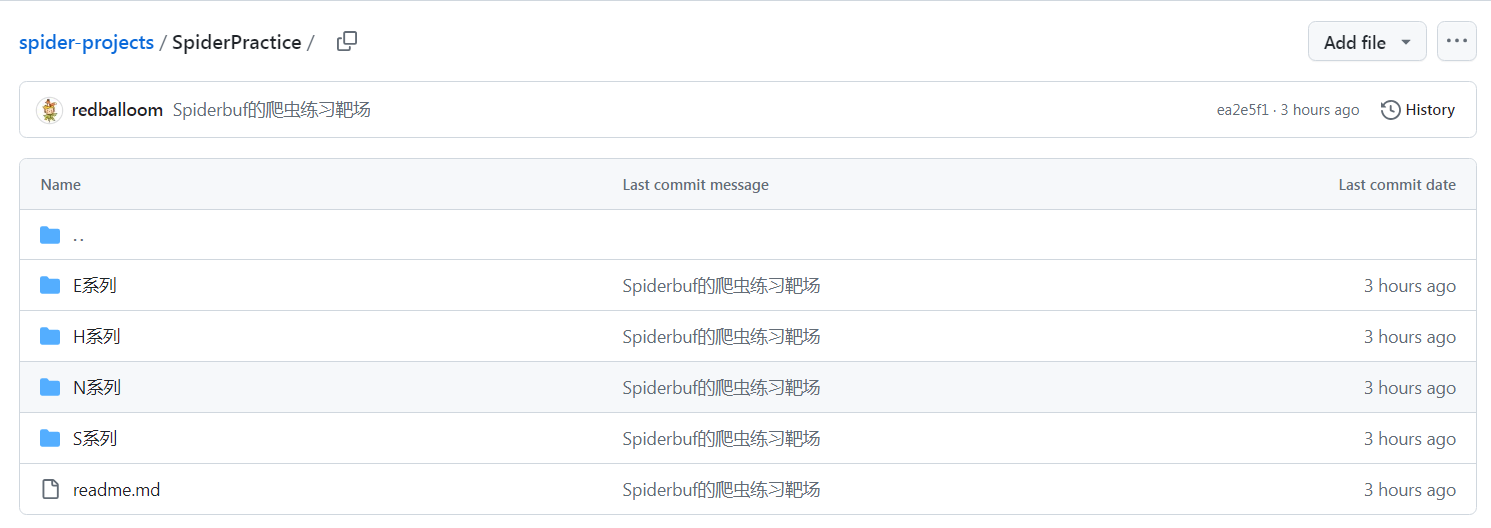 spider-projects / SpiderPractice /
Add file
redballoom Spiderbuf的爬虫练习靶场 ea2e5f1 · 3 hours ago History
Name Last commit message Last commit date
..
E系列 Spiderbuf的爬虫练习靶场 3 hours ago
H系列 Spiderbuf的爬虫练习靶场 3 hours ago
N系列 Spiderbuf的爬虫练习靶场 3 hours ago
S系列 Spiderbuf的爬虫练习靶场 3 hours ago
readme.md Spiderbuf的爬虫练习靶场 3 hours ago